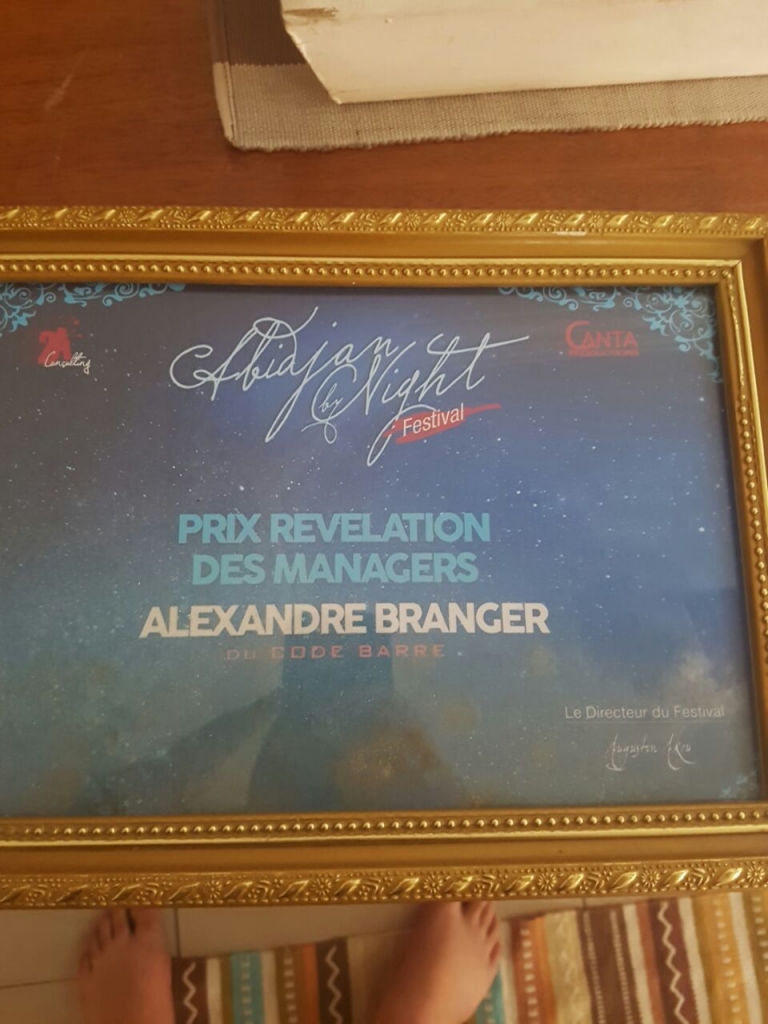 2A
Consulting
Abidjan
by Night
Festival
CANTA
PRODUCTIONS
PRIX REVELATION
DES MANAGERS
ALEXANDRE BRANGER
DU CODE BARRE
Le Directeur du Festival